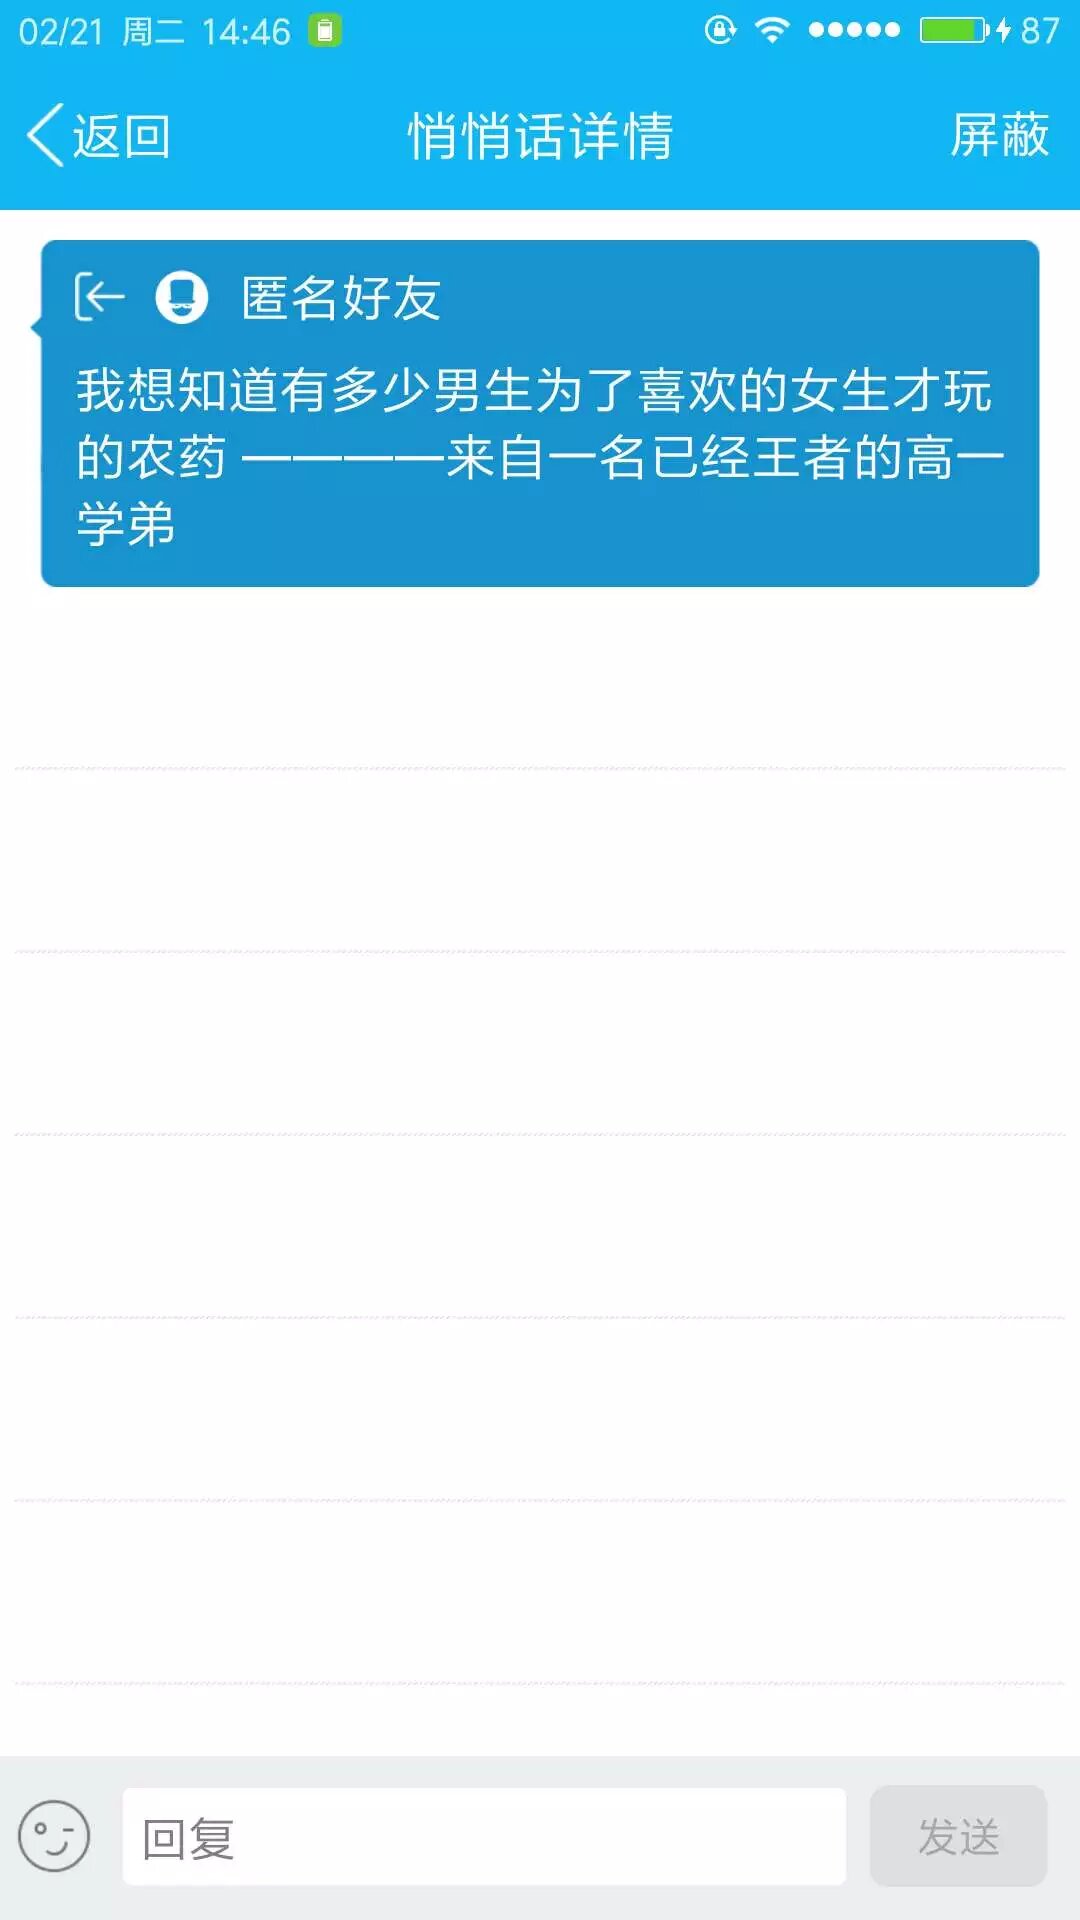 02/21 周二 14:46 87
返回 悄悄话详情 屏蔽
匿名好友
我想知道有多少男生为了喜欢的女生才玩
的农药 ————来自一名已经王者的高一
学弟
回复 发送